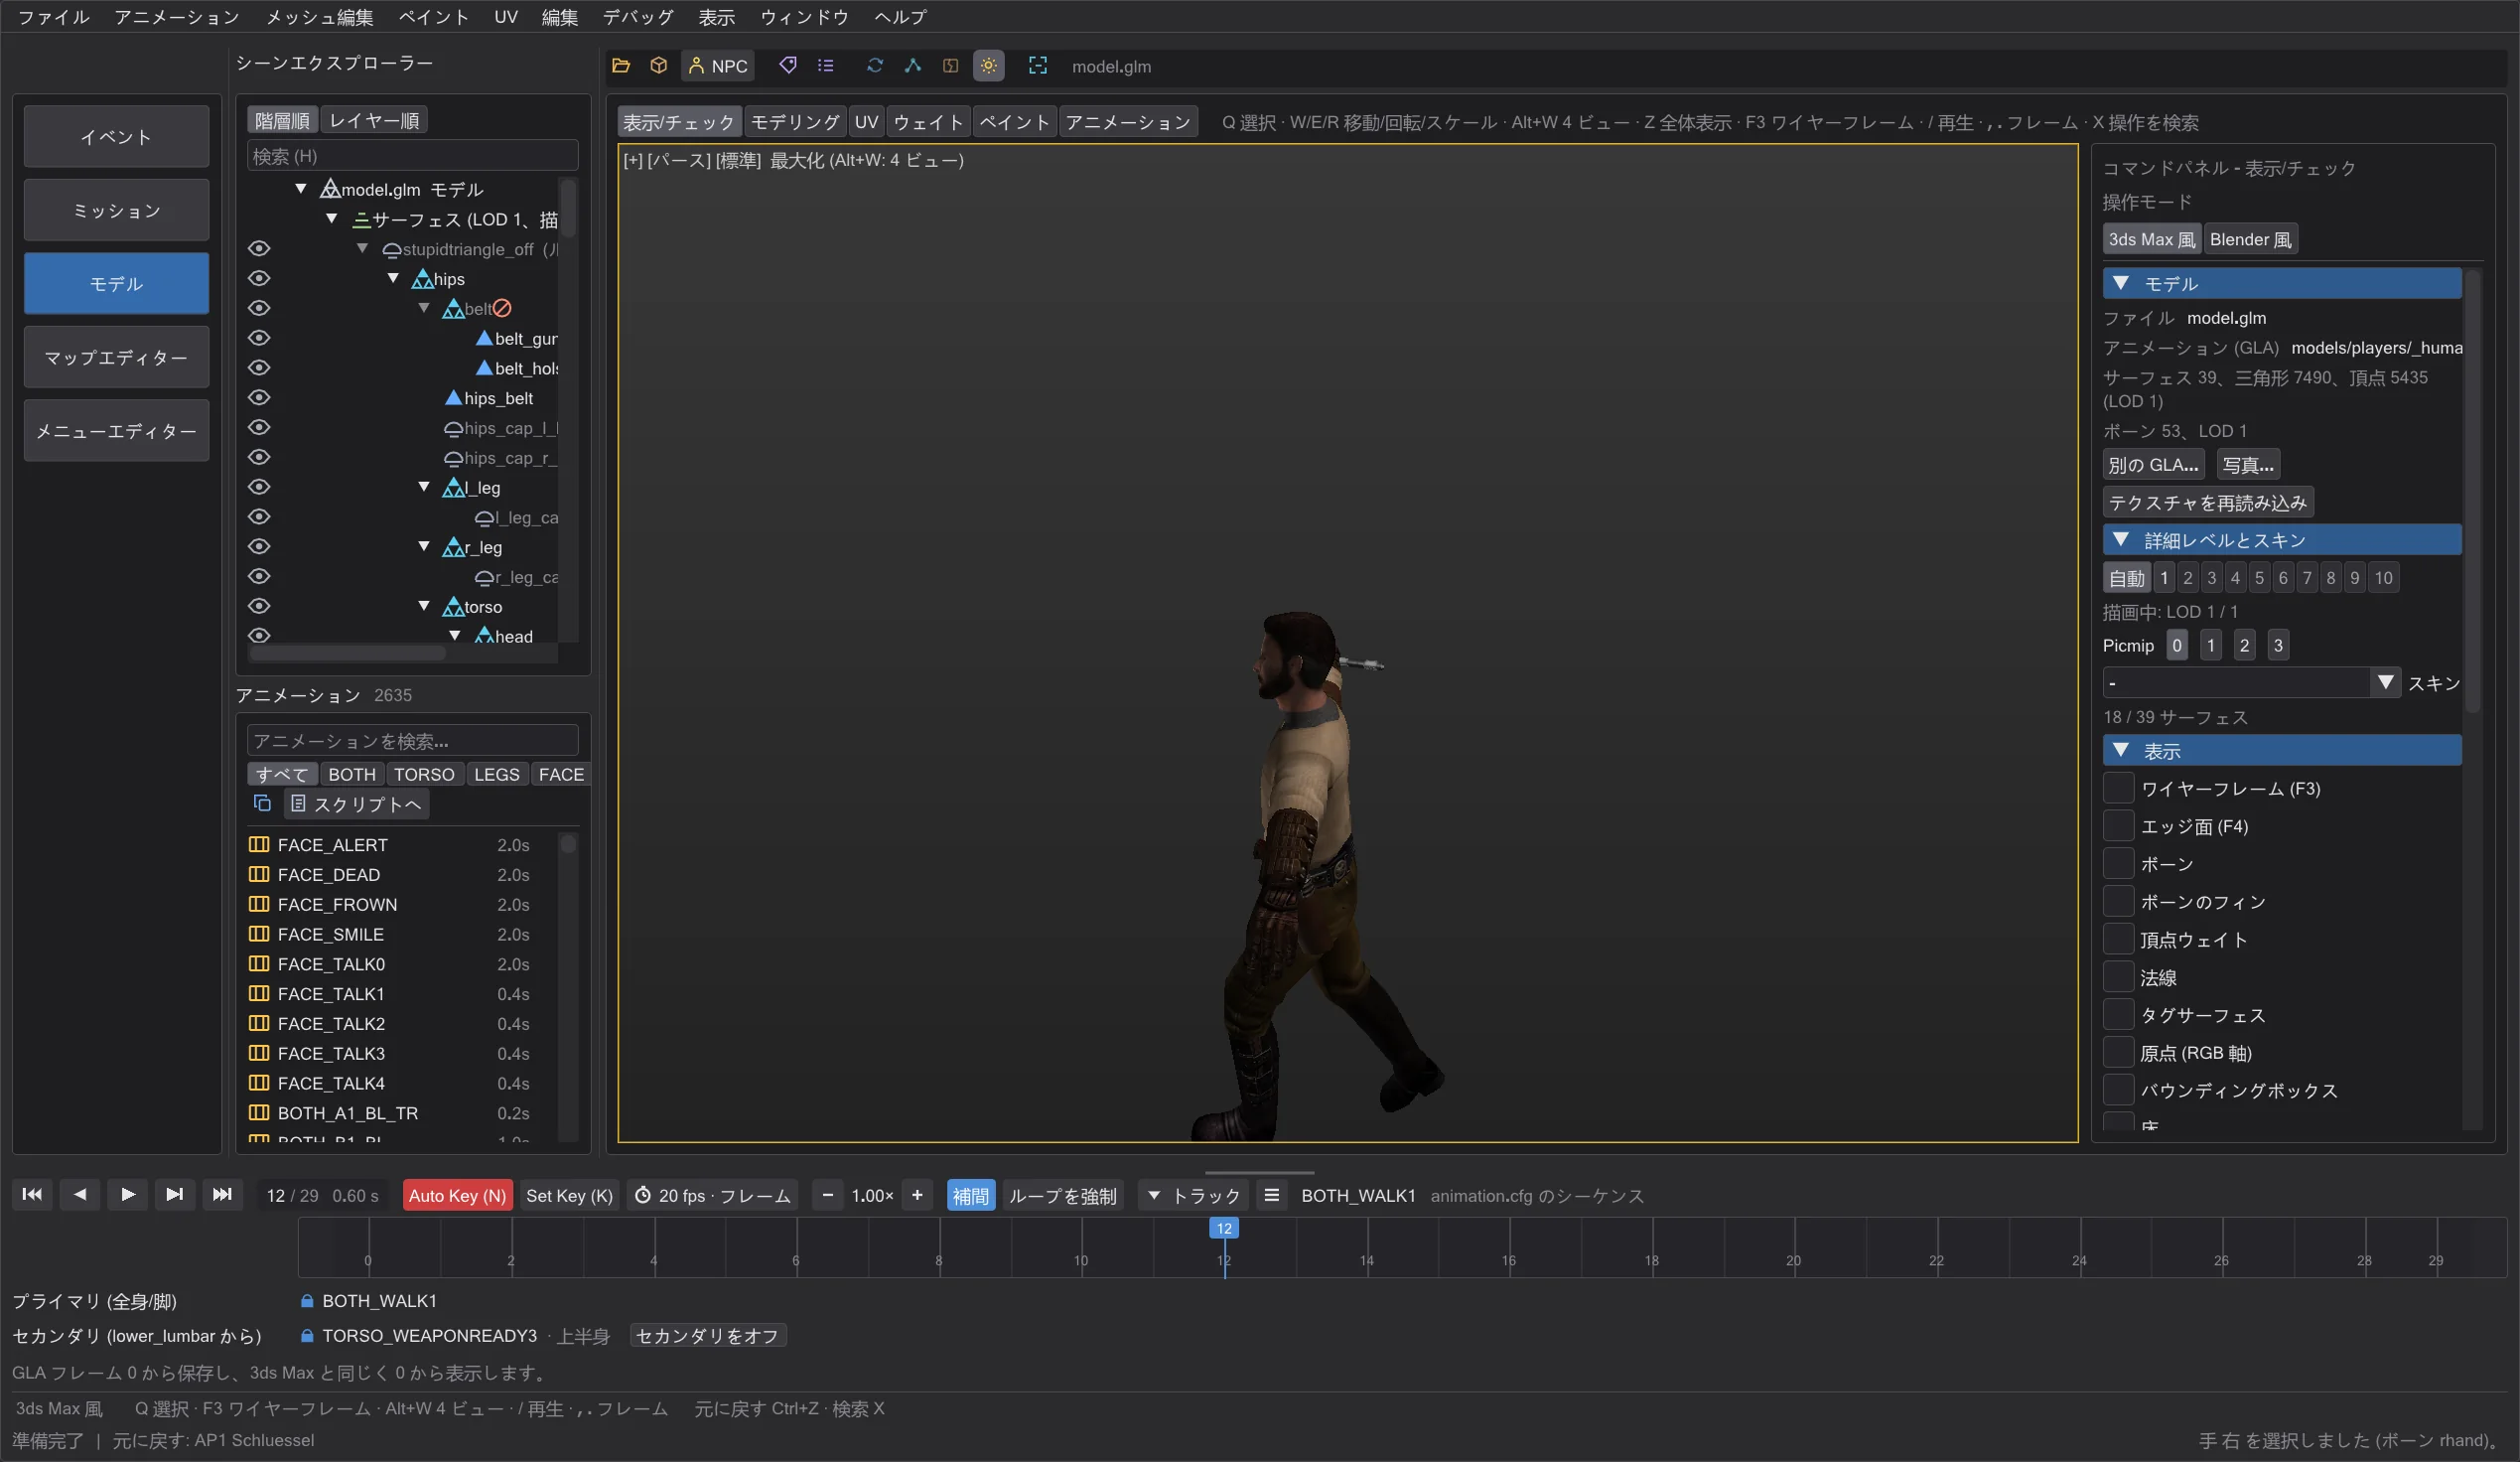 ファイル アニメーション メッシュ編集 ペイント UV 編集 デバッグ 表示 ウィンドウ ヘルプ
シーンエクスプローラー
NPC model.glm
イベント
ミッション
モデル
マップエディター
メニューエディター
階層順 レイヤー順
検索 (H)
model.glm モデル
サーフェス (LOD 1、描
stupidtriangle_off
hips
belt
belt_gun
belt_hols
hips_belt
hips_cap_l_
hips_cap_r_
l_leg
l_leg_ca
r_leg
r_leg_ca
torso
head
アニメーション 2635
アニメーションを検索...
すべて BOTH TORSO LEGS FACE
スクリプトへ
FACE_ALERT 2.0s
FACE_DEAD 2.0s
FACE_FROWN 2.0s
FACE_SMILE 2.0s
FACE_TALK0 2.0s
FACE_TALK1 0.4s
FACE_TALK2 0.4s
FACE_TALK3 0.4s
FACE_TALK4 0.4s
BOTH_A1_BL_TR 0.2s
表示/チェック モデリング UV ウェイト ペイント アニメーション Q 選択 · W/E/R 移動/回転/スケール · Alt+W 4 ビュー · Z 全体表示 · F3 ワイヤーフレーム · / 再生 · , . フレーム · X 操作を検索
[+] [パース] [標準] 最大化 (Alt+W: 4 ビュー)
コマンドパネル - 表示/チェック
操作モード
3ds Max 風 Blender 風
モデル
ファイル model.glm
アニメーション (GLA) models/players/_huma
サーフェス 39、三角形 7490、頂点 5435
(LOD 1)
ボーン 53、LOD 1
別の GLA... 写真...
テクスチャを再読み込み
詳細レベルとスキン
自動 1 2 3 4 5 6 7 8 9 10
描画中: LOD 1 / 1
Picmip 0 1 2 3
- スキン
18 / 39 サーフェス
表示
ワイヤーフレーム (F3)
エッジ面 (F4)
ボーン
ボーンのフィン
頂点ウェイト
法線
タグサーフェス
原点 (RGB 軸)
バウンディングボックス
床
12 / 29 0.60 s Auto Key (N) Set Key (K) 20 fps · フレーム − 1.00× + 補間 ループを強制 トラック BOTH_WALK1 animation.cfg のシーケンス
12
0 2 4 6 8 10 12 14 16 18 20 22 24 26 28 29
プライマリ (全身/脚) BOTH_WALK1
セカンダリ (lower_lumbar から) TORSO_WEAPONREADY3 · 上半身 セカンダリをオフ
GLA フレーム 0 から保存し、3ds Max と同じく 0 から表示します。
3ds Max 風 Q 選択 · F3 ワイヤーフレーム · Alt+W 4 ビュー · / 再生 · , . フレーム 元に戻す Ctrl+Z · 検索 X
準備完了 | 元に戻す: AP1 Schluessel 手 右 を選択しました (ボーン rhand)。